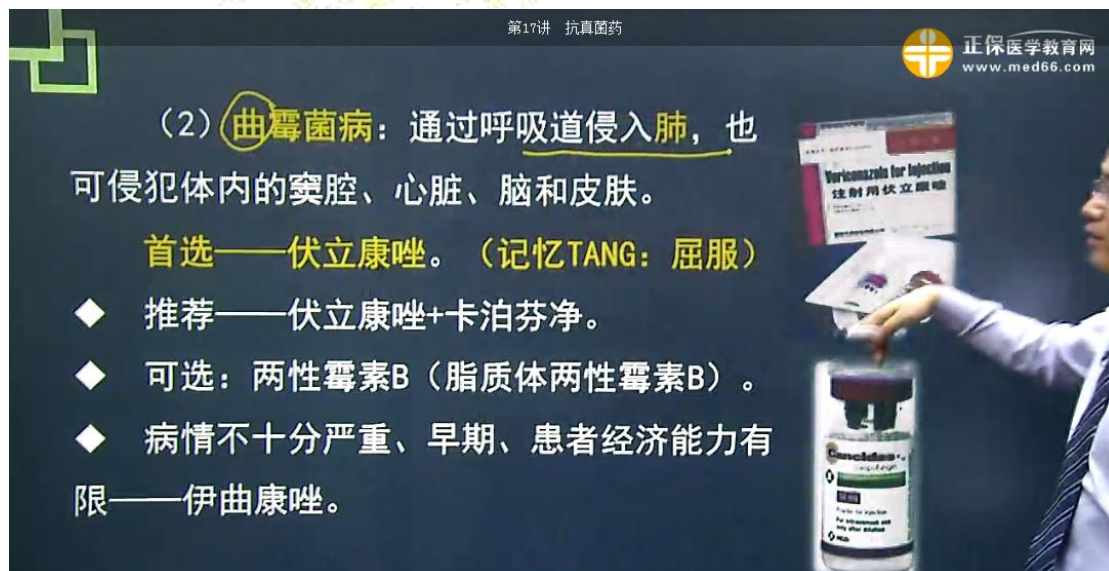 第17讲 抗真菌药
正保医学教育网
www.med66.com
（2）曲霉菌病：通过呼吸道侵入肺，也
可侵犯体内的窦腔、心脏、脑和皮肤。
首选——伏立康唑。（记忆TANG：屈服）
◆ 推荐——伏立康唑+卡泊芬净。
◆ 可选：两性霉素B（脂质体两性霉素B）。
◆ 病情不十分严重、早期、患者经济能力有
限——伊曲康唑。
Voriconazole for Injection
注射用伏立康唑
Cancidas